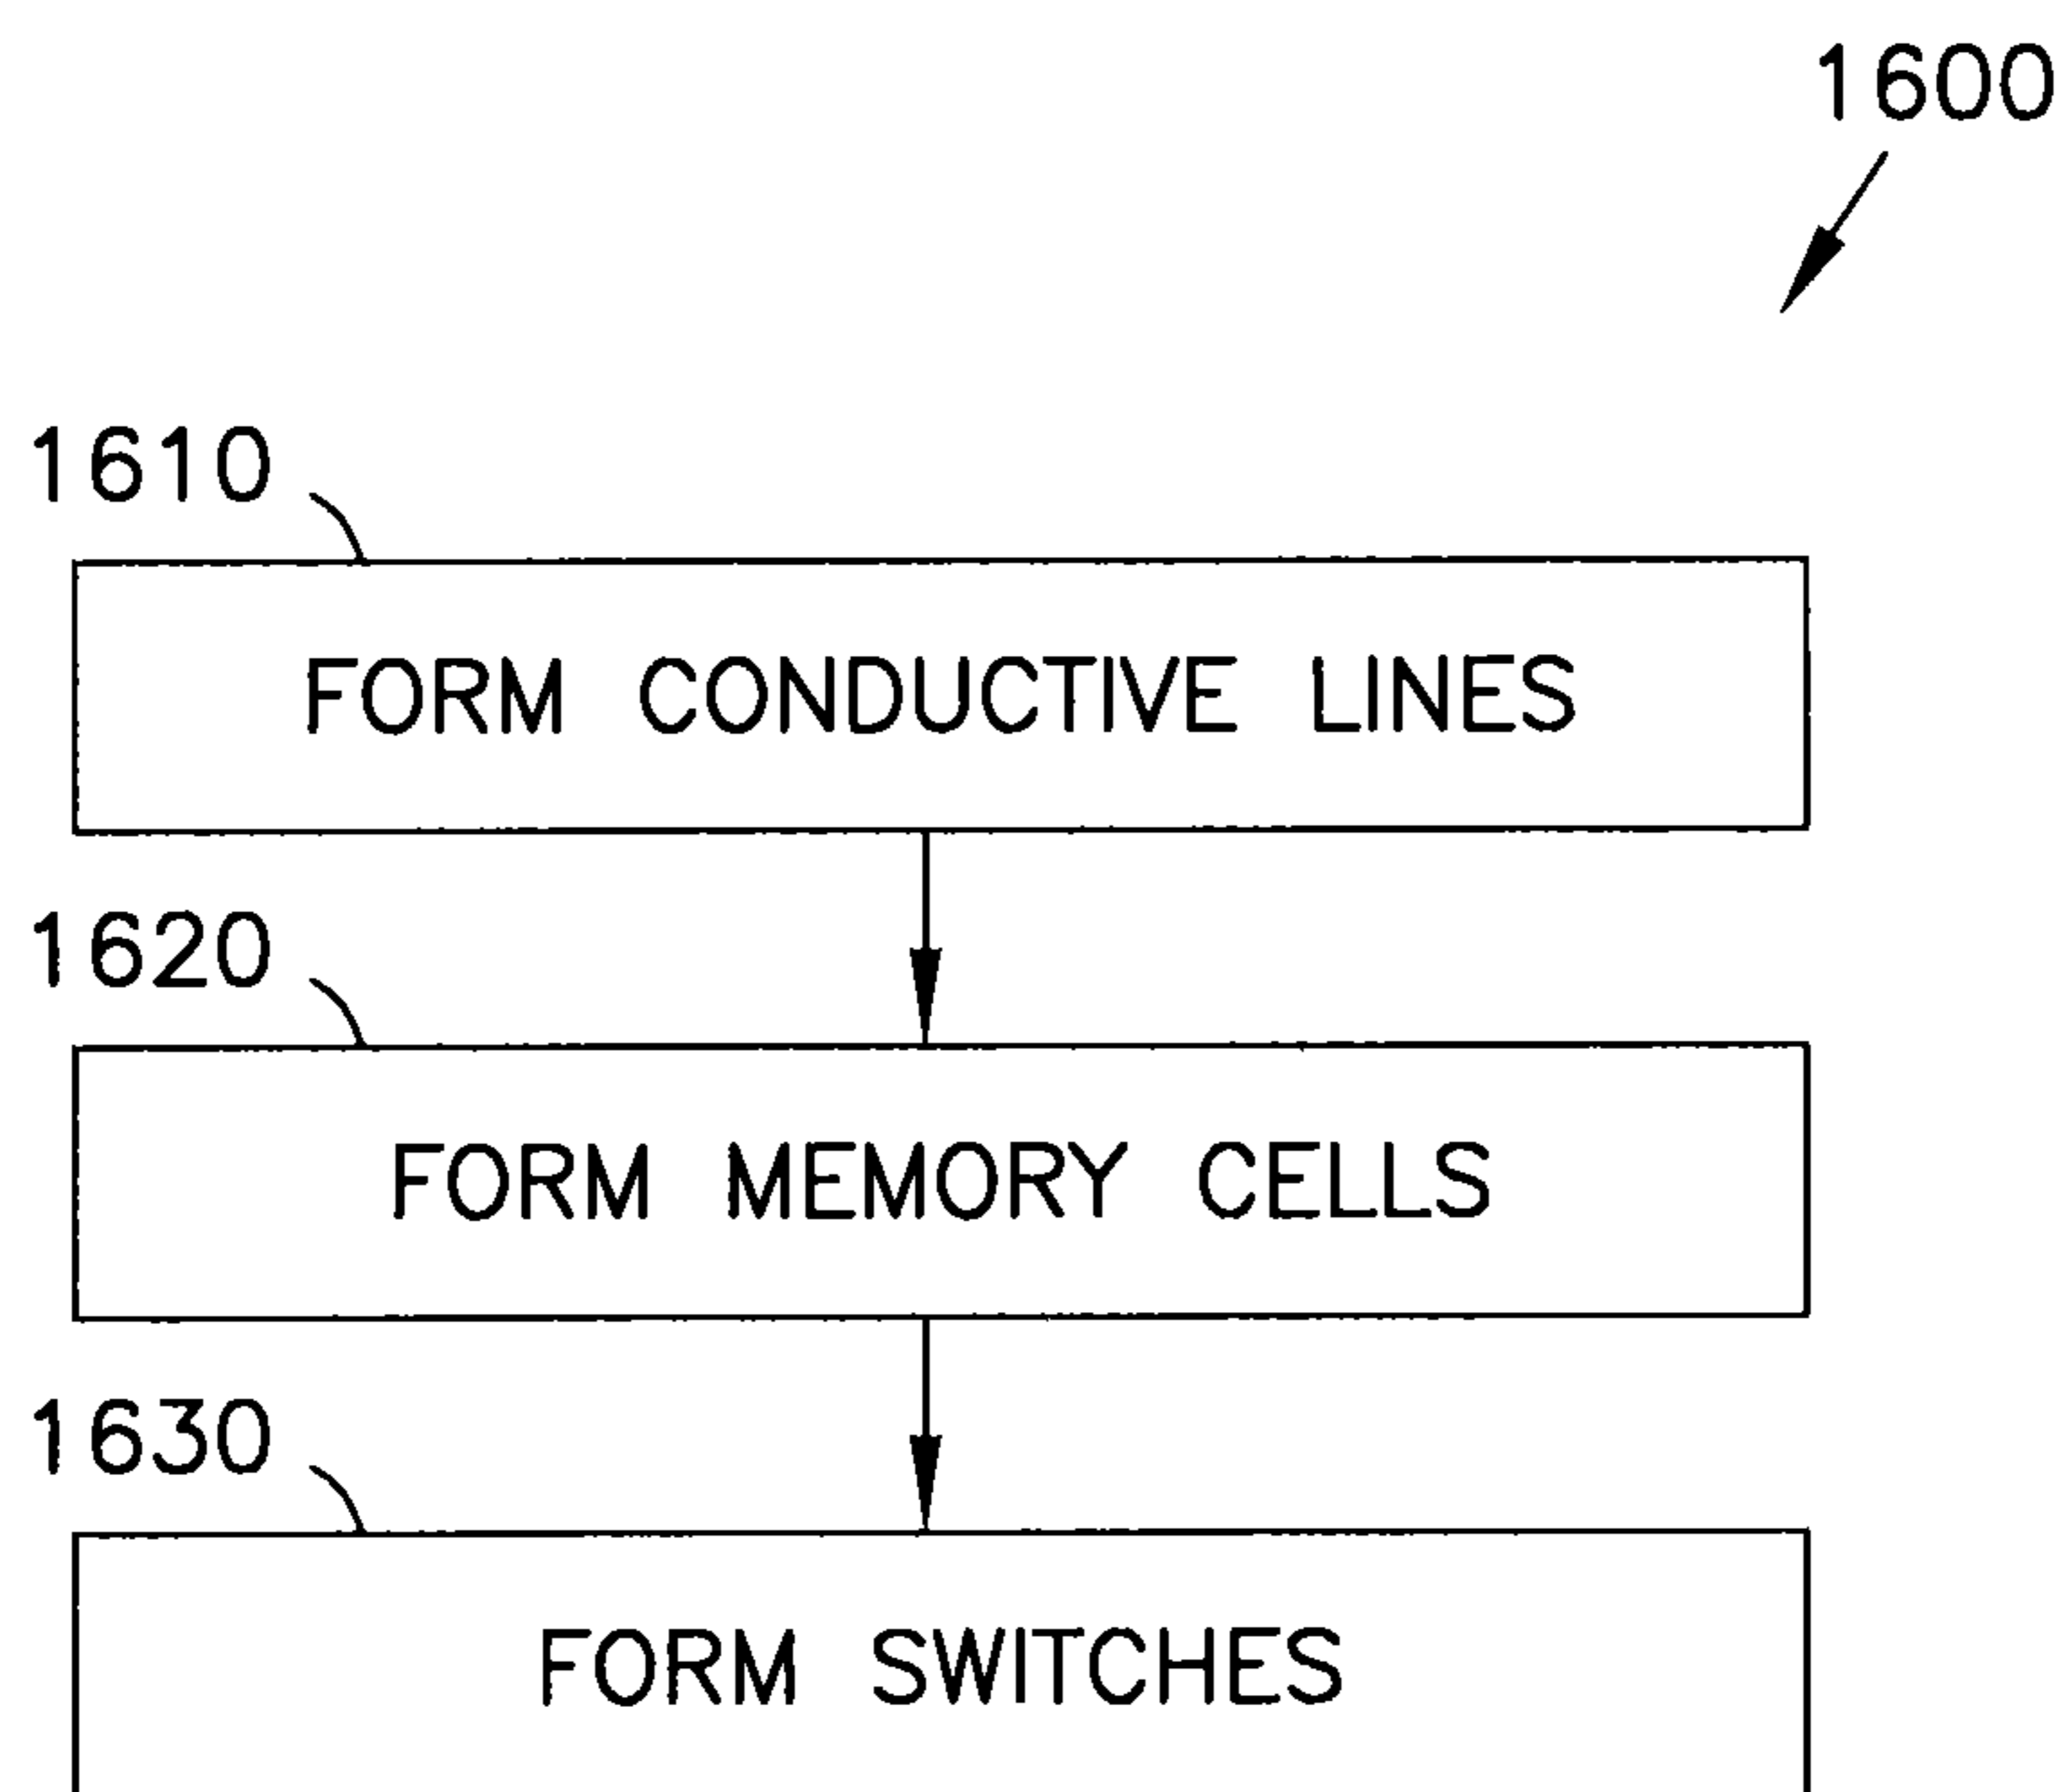 1600
1610
FORM CONDUCTIVE LINES
1620
FORM MEMORY CELLS
1630
FORM SWITCHES